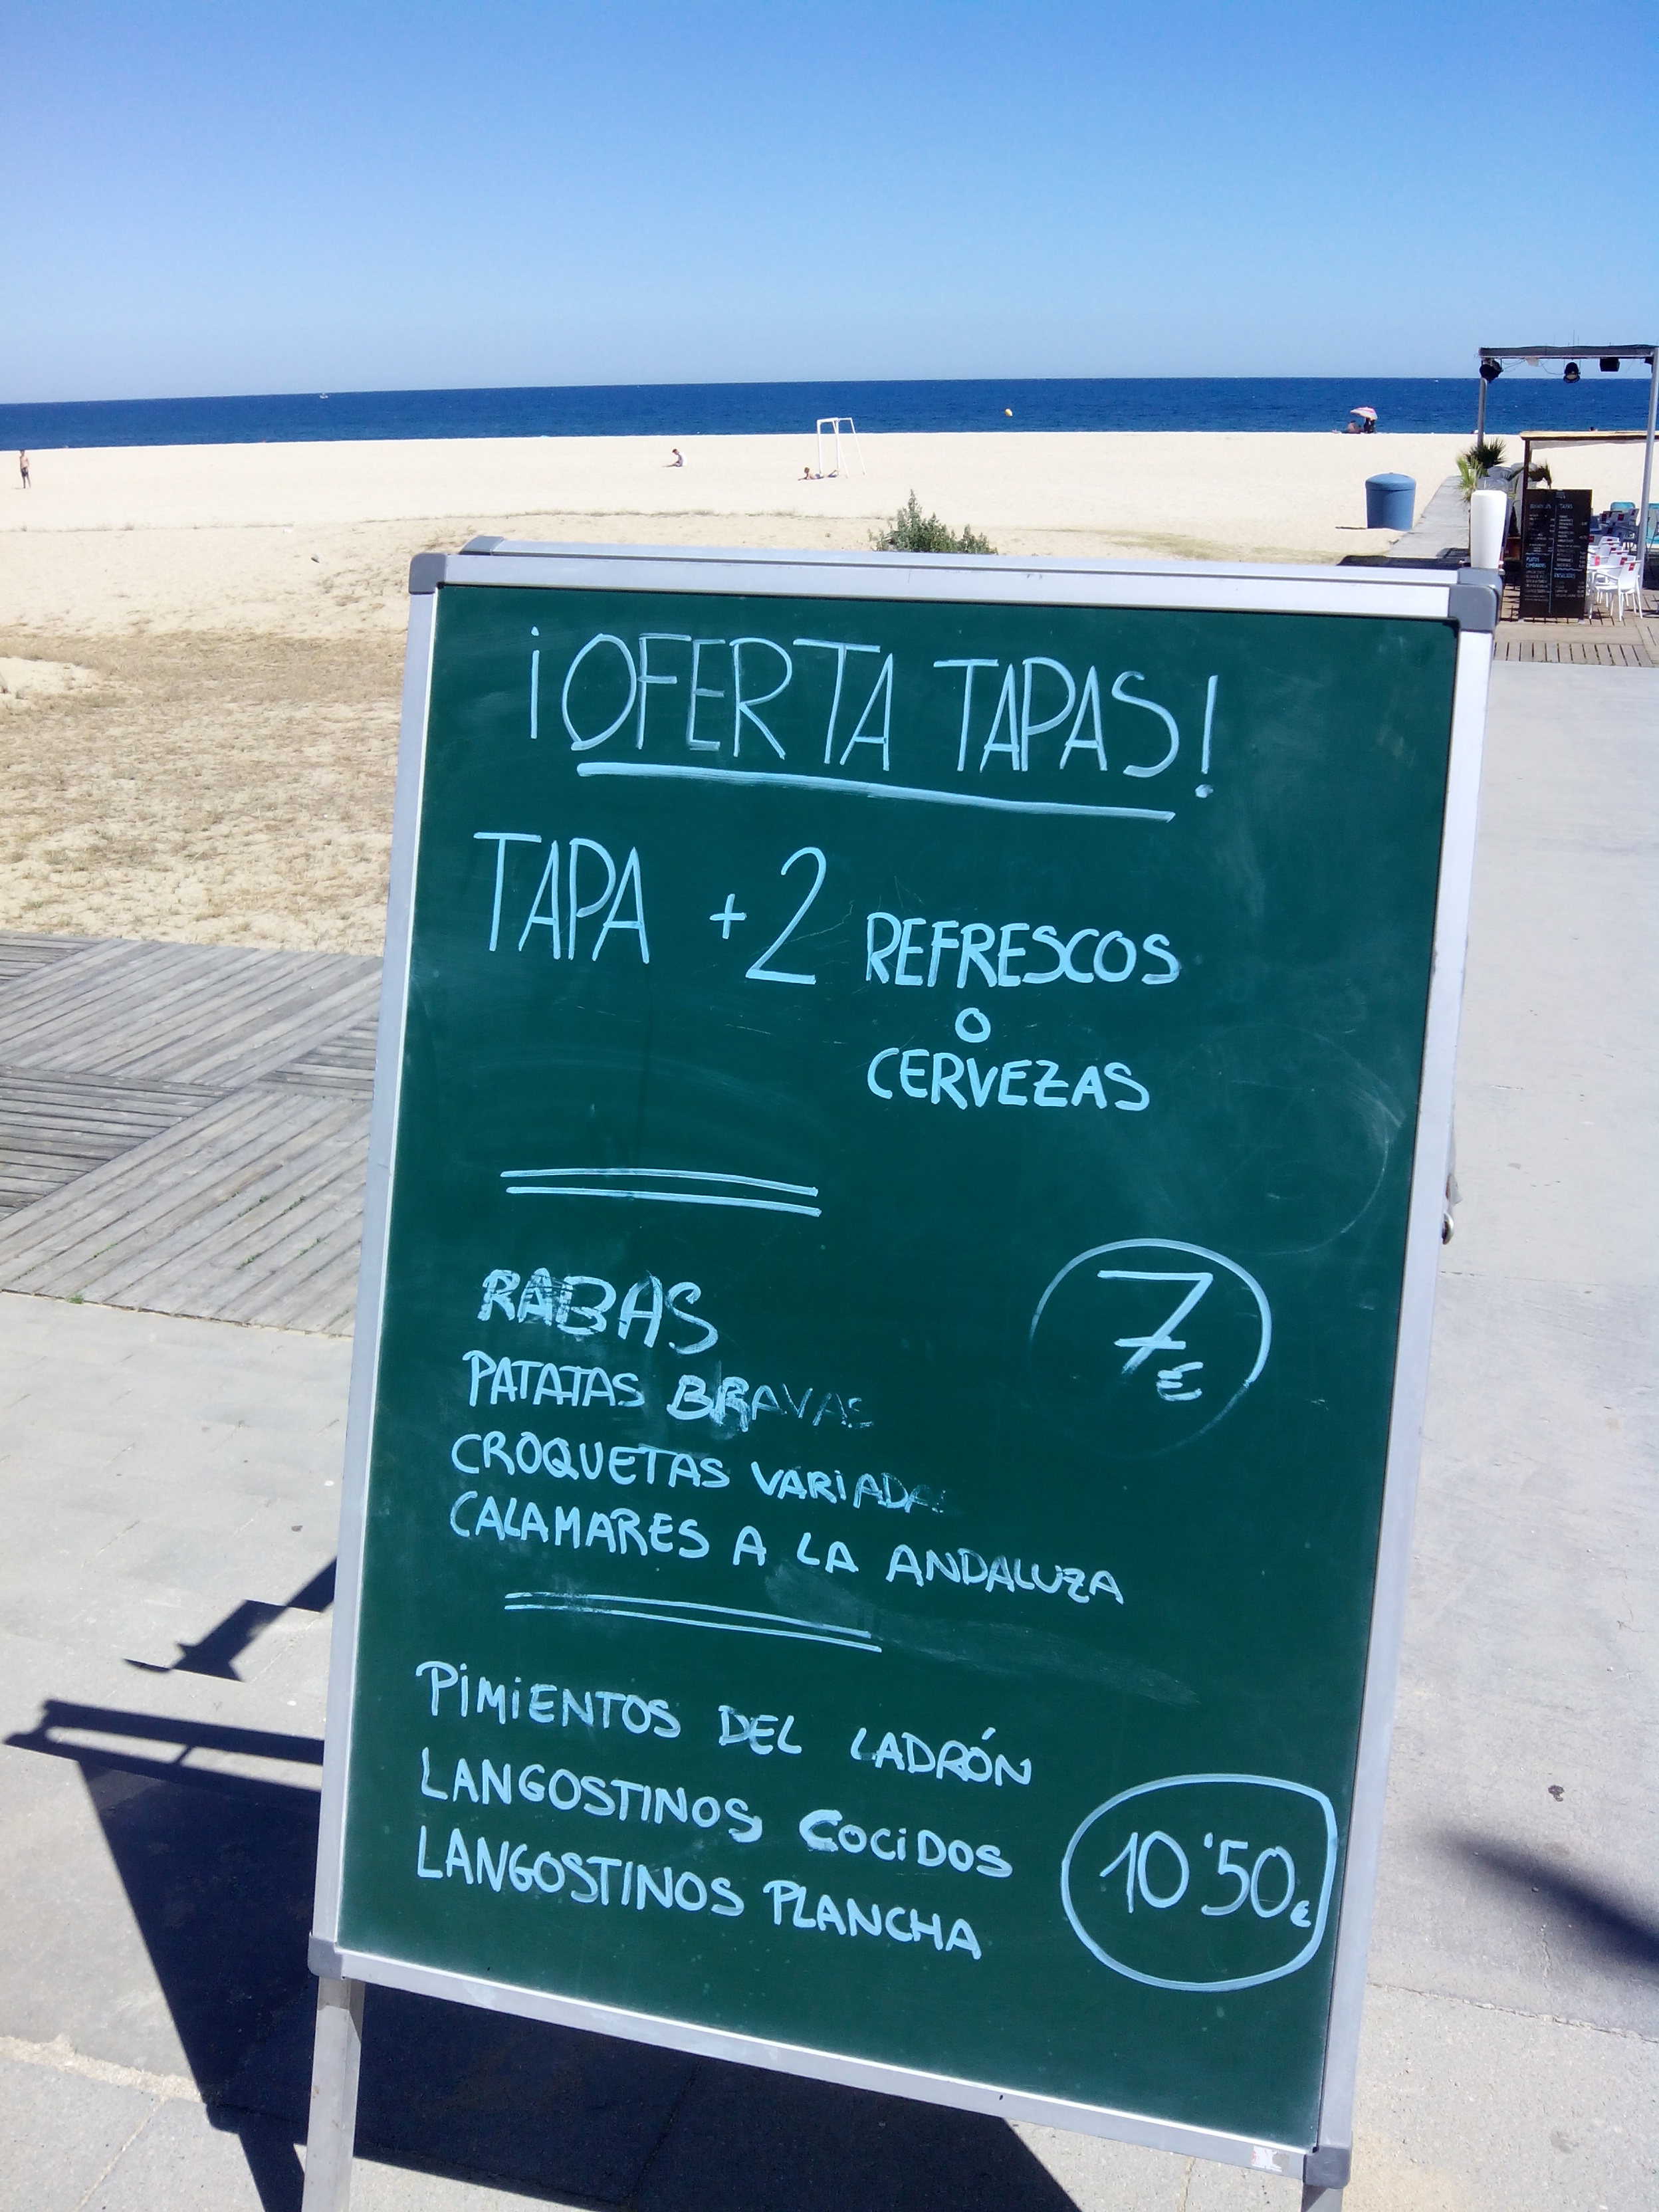 ¡OFERTA TAPAS!
TAPA +2 REFRESCOS
O
CERVEZAS
RABAS
7€
PATATAS BRAVAS
CROQUETAS VARIADAS
CALAMARES A LA ANDALUZA
PIMIENTOS DEL LADRÓN
LANGOSTINOS COCIDOS
10'50€
LANGOSTINOS PLANCHA